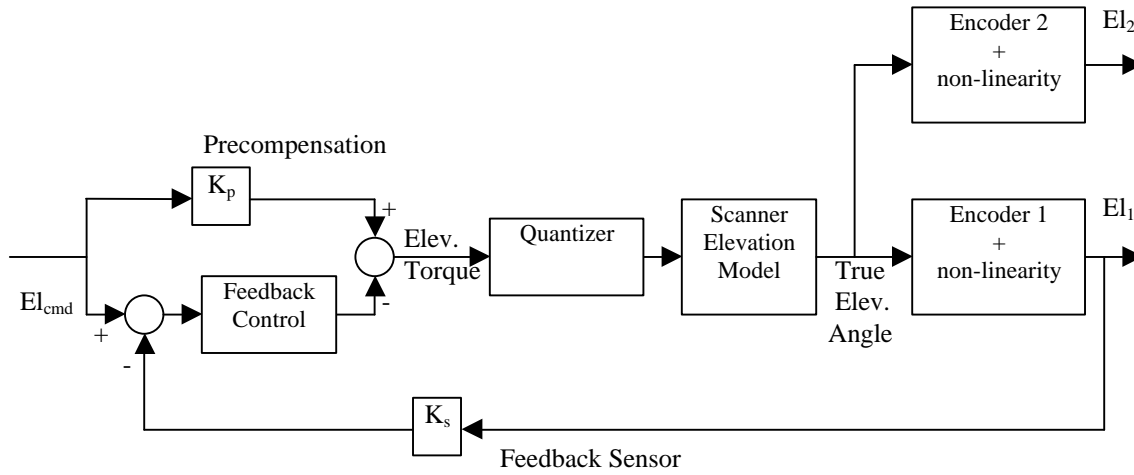 Encoder 2
+
non-linearity
El₂
Precompensation
Kₚ
+
Elev.
Torque
-
Quantizer
Scanner
Elevation
Model
True
Elev.
Angle
Encoder 1
+
non-linearity
El₁
El_cmd
+
-
Feedback
Control
Kₛ
Feedback Sensor